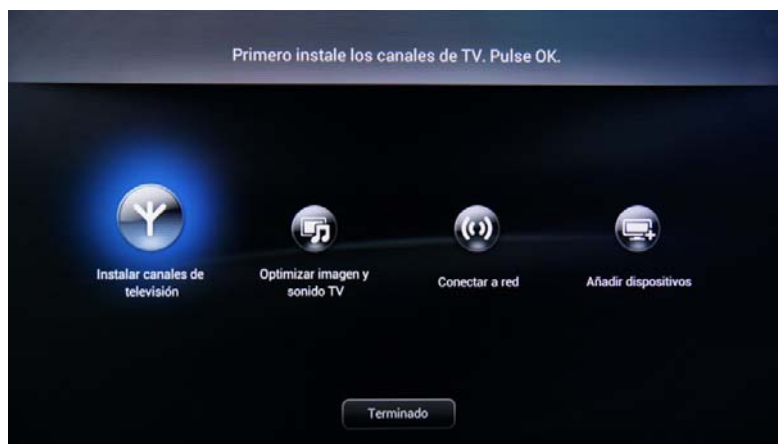 Primero instale los canales de TV. Pulse OK.
Instalar canales de
televisión
Optimizar imagen y
sonido TV
Conectar a red
Añadir dispositivos
Terminado